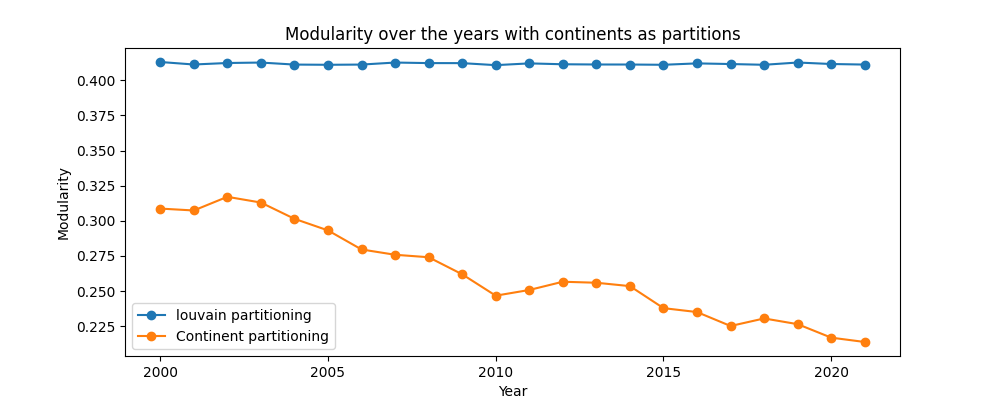 Modularity over the years with continents as partitions
Modularity
0.400
0.375
0.350
0.325
0.300
0.275
0.250
0.225
louvain partitioning
Continent partitioning
2000 2005 2010 2015 2020
Year